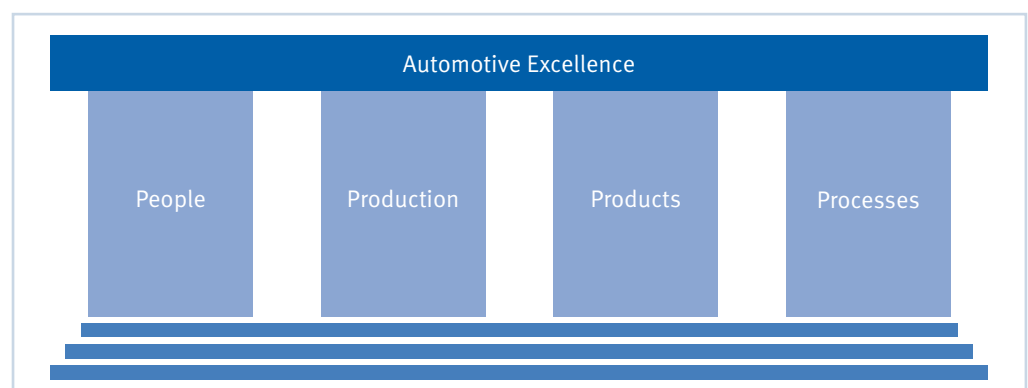 Automotive Excellence
People
Production
Products
Processes